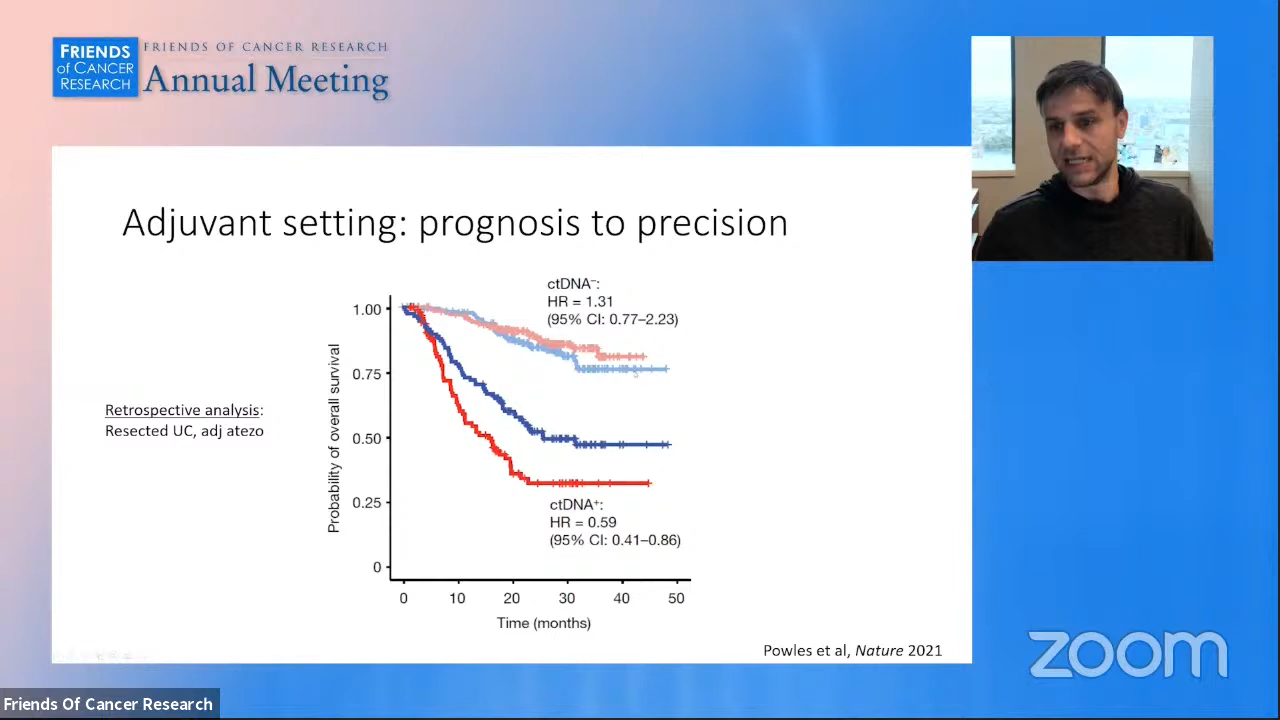 FRIENDS
of CANCER
RESEARCH
FRIENDS OF CANCER RESEARCH
Annual Meeting
Adjuvant setting: prognosis to precision
Retrospective analysis:
Resected UC, adj atezo
Probability of overall survival
1.00
0.75
0.50
0.25
0
ctDNA⁻:
HR = 1.31
(95% CI: 0.77–2.23)
ctDNA⁺:
HR = 0.59
(95% CI: 0.41–0.86)
0 10 20 30 40 50
Time (months)
Powles et al, Nature 2021
zoom
Friends Of Cancer Research